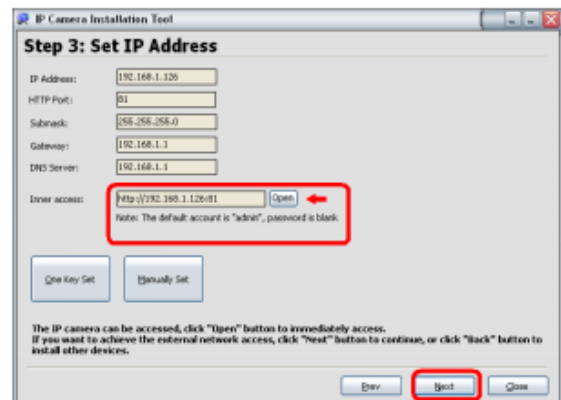 IP Camera Installation Tool
Step 3: Set IP Address
IP Address: 192.168.1.126
HTTP Port: 81
Submask: 255.255.255.0
Gateway: 192.168.1.1
DNS Server: 192.168.1.1
Inner access: http://192.168.1.126:81 Open
Note: The default account is "admin", password is blank
One Key Set Manually Set
The IP camera can be accessed, click "Open" button to immediately access.
If you want to achieve the external network access, click "Next" button to continue, or click "Back" button to
install other devices.
Prev Next Close